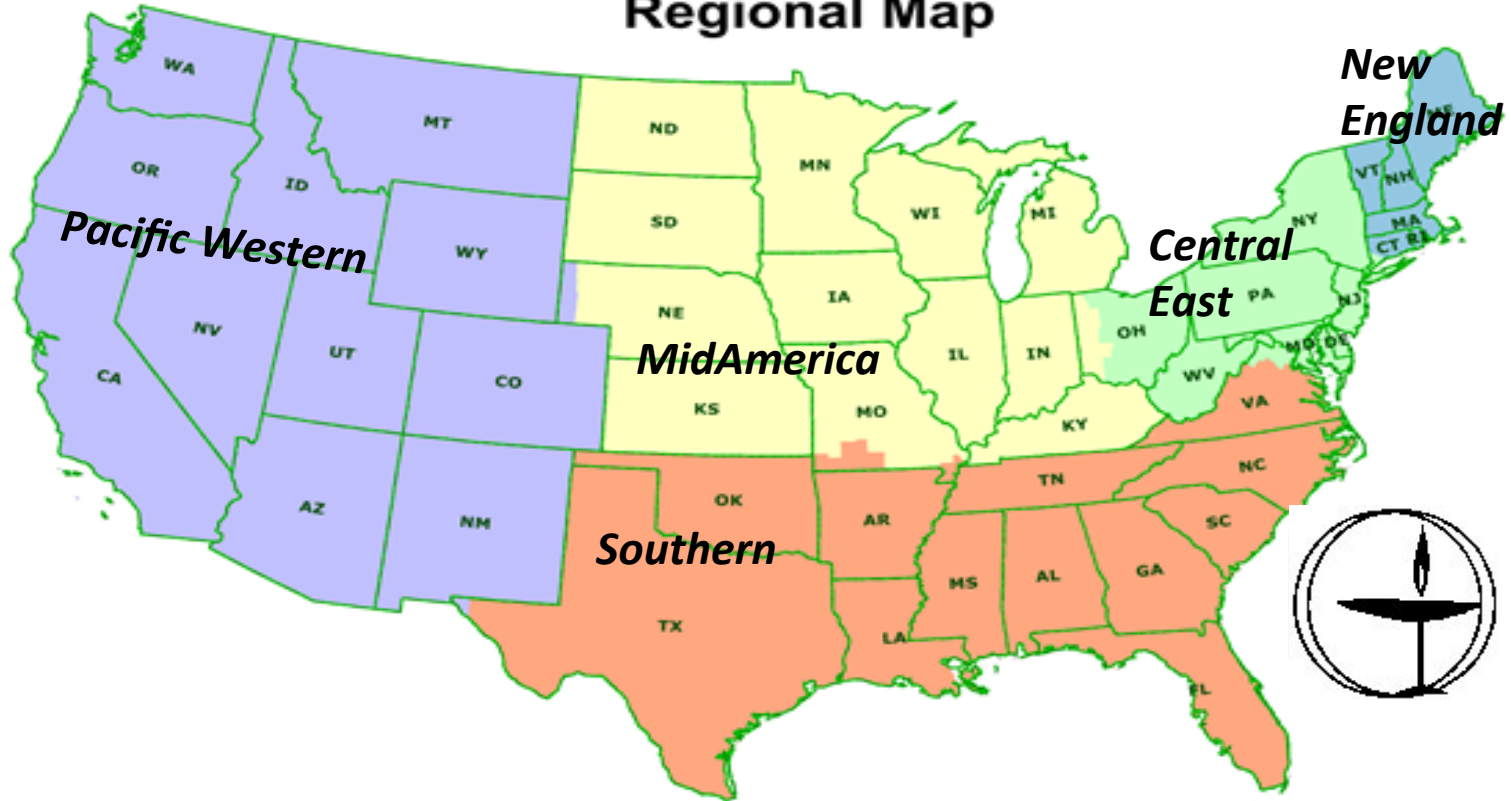 Regional Map
New
England
ME
WA
MT
ND
MN
OR
ID
VT
NH
WI
MI
SD
NY
MA
Pacific Western
WY
Central
East
CT RI
IA
PA
NJ
NE
NV
OH
UT
MidAmerica
IL
IN
MD
DE
CA
CO
WV
KS
MO
VA
KY
NC
TN
OK
AZ
NM
AR
SC
Southern
MS
AL
GA
TX
LA
FL